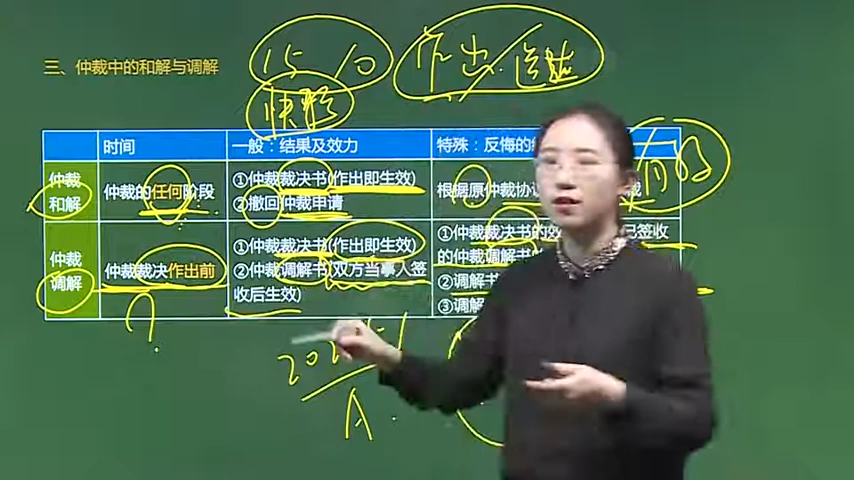 三、仲裁中的和解与调解
15 10
作出 送达
时间
一般：结果及效力
特殊：反悔的
仲裁
和解
仲裁的任何阶段
①仲裁裁决书(作出即生效)
②撤回仲裁申请
根据原仲裁协
仲裁
调解
仲裁裁决作出前
①仲裁裁决书(作出即生效)
②仲裁调解书(双方当事人签
收后生效)
①仲裁裁决书的效
已签收
的仲裁调解书的
②调解书
③调解
?
A